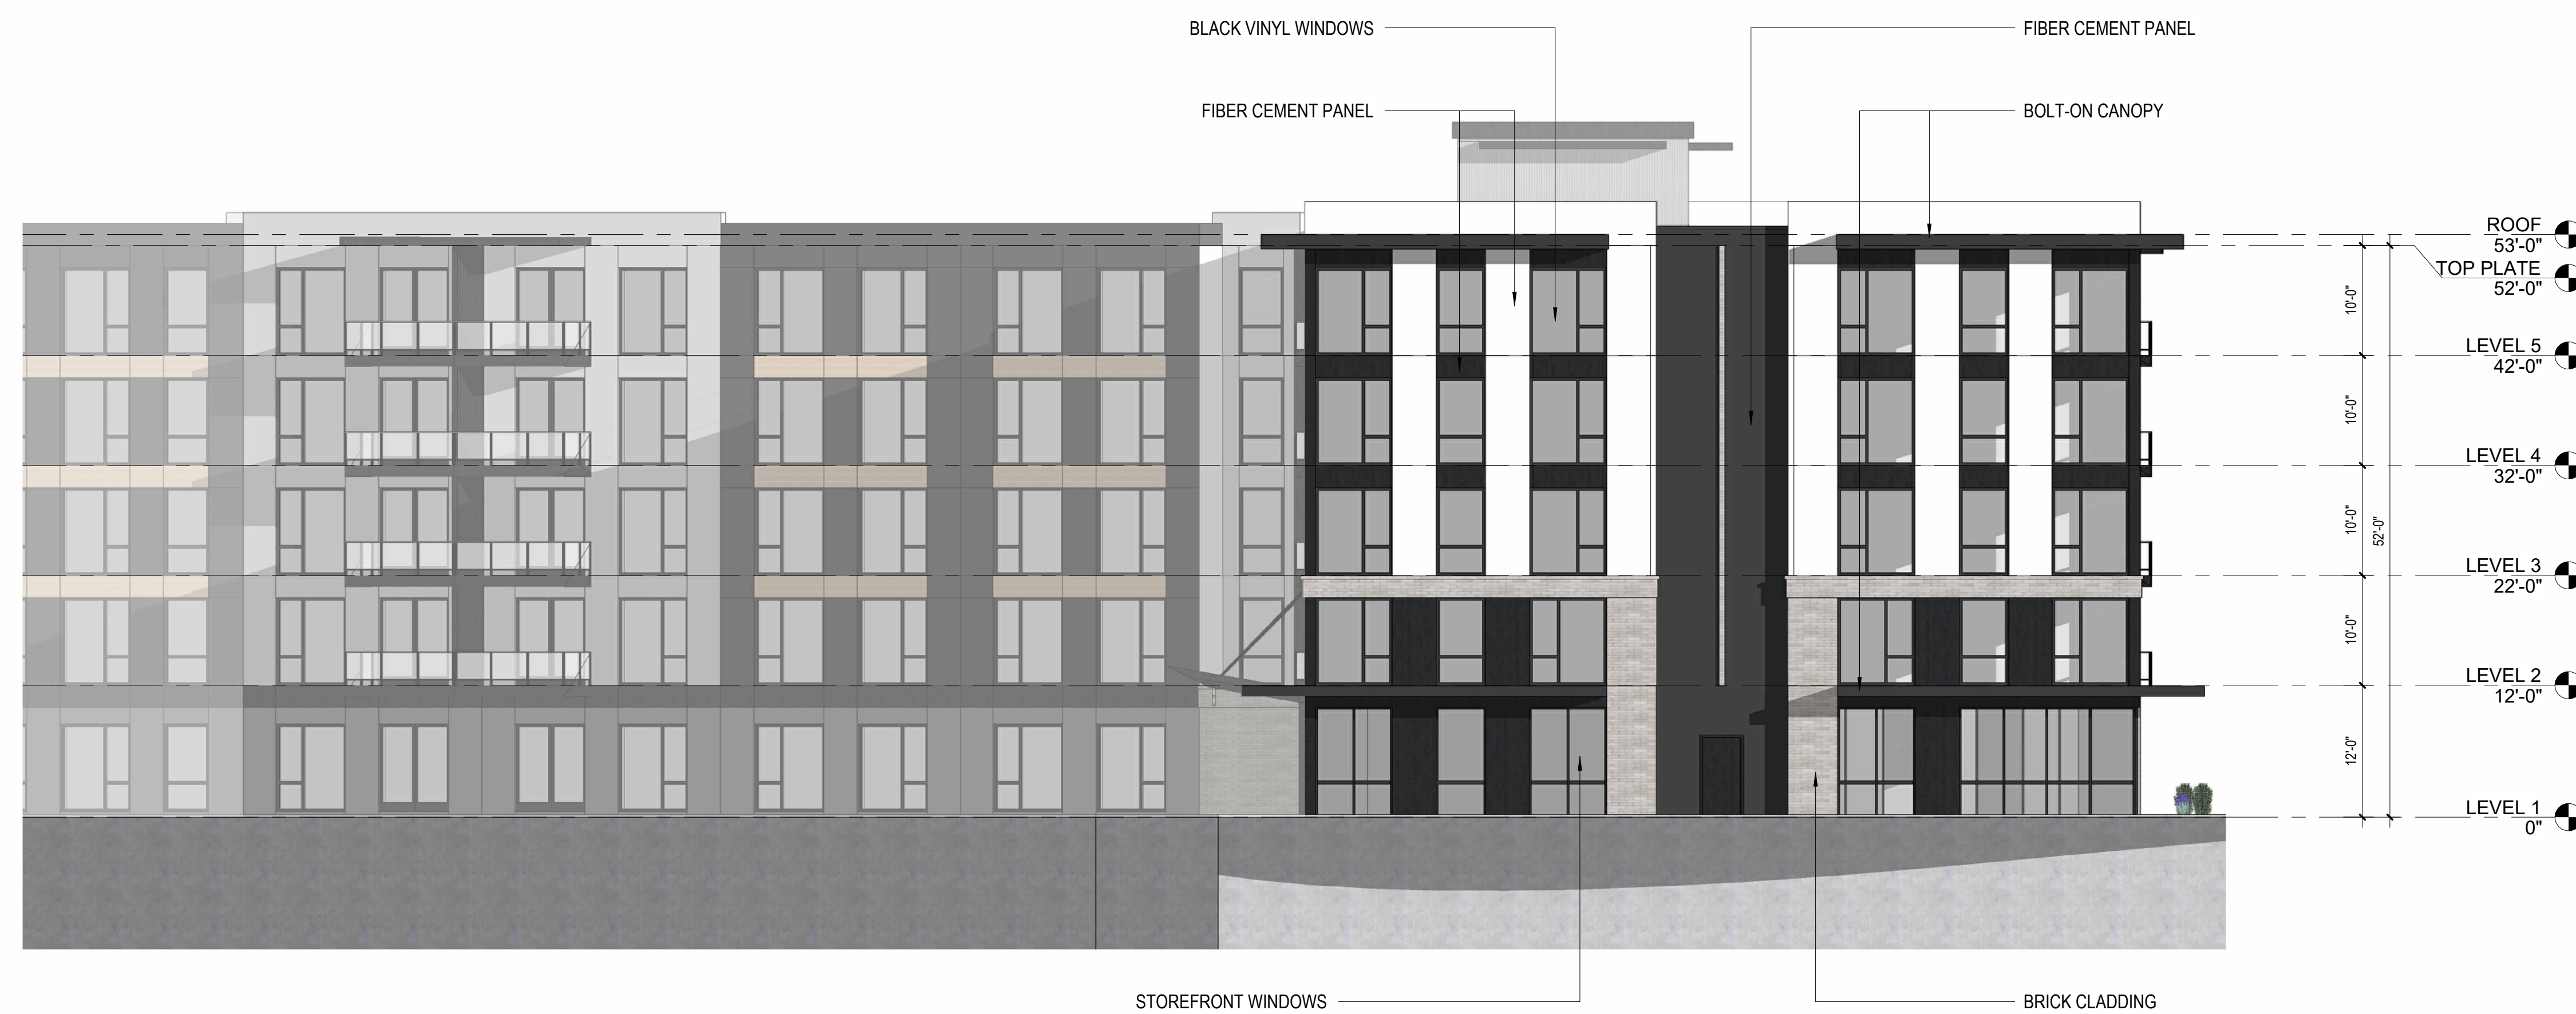 BLACK VINYL WINDOWS
FIBER CEMENT PANEL
FIBER CEMENT PANEL
BOLT-ON CANOPY
ROOF
53'-0"
TOP PLATE
52'-0"
10'-0"
LEVEL 5
42'-0"
10'-0"
LEVEL 4
32'-0"
10'-0"
52'-0"
LEVEL 3
22'-0"
10'-0"
LEVEL 2
12'-0"
12'-0"
LEVEL 1
0"
STOREFRONT WINDOWS
BRICK CLADDING